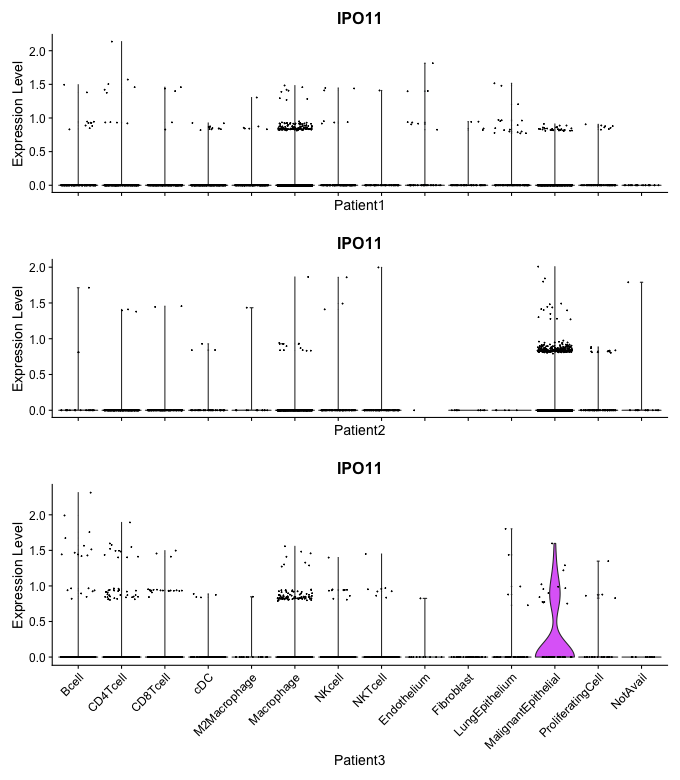 IPO11
Expression Level
2.0
1.5
1.0
0.5
0.0
Patient1
IPO11
Expression Level
2.0
1.5
1.0
0.5
0.0
Patient2
IPO11
Expression Level
2.0
1.5
1.0
0.5
0.0
Bcell
CD4Tcell
CD8Tcell
cDC
M2Macrophage
Macrophage
NKcell
NKTcell
Endothelium
Fibroblast
LungEpithelium
MalignantEpithelial
ProliferatingCell
NotAvail
Patient3